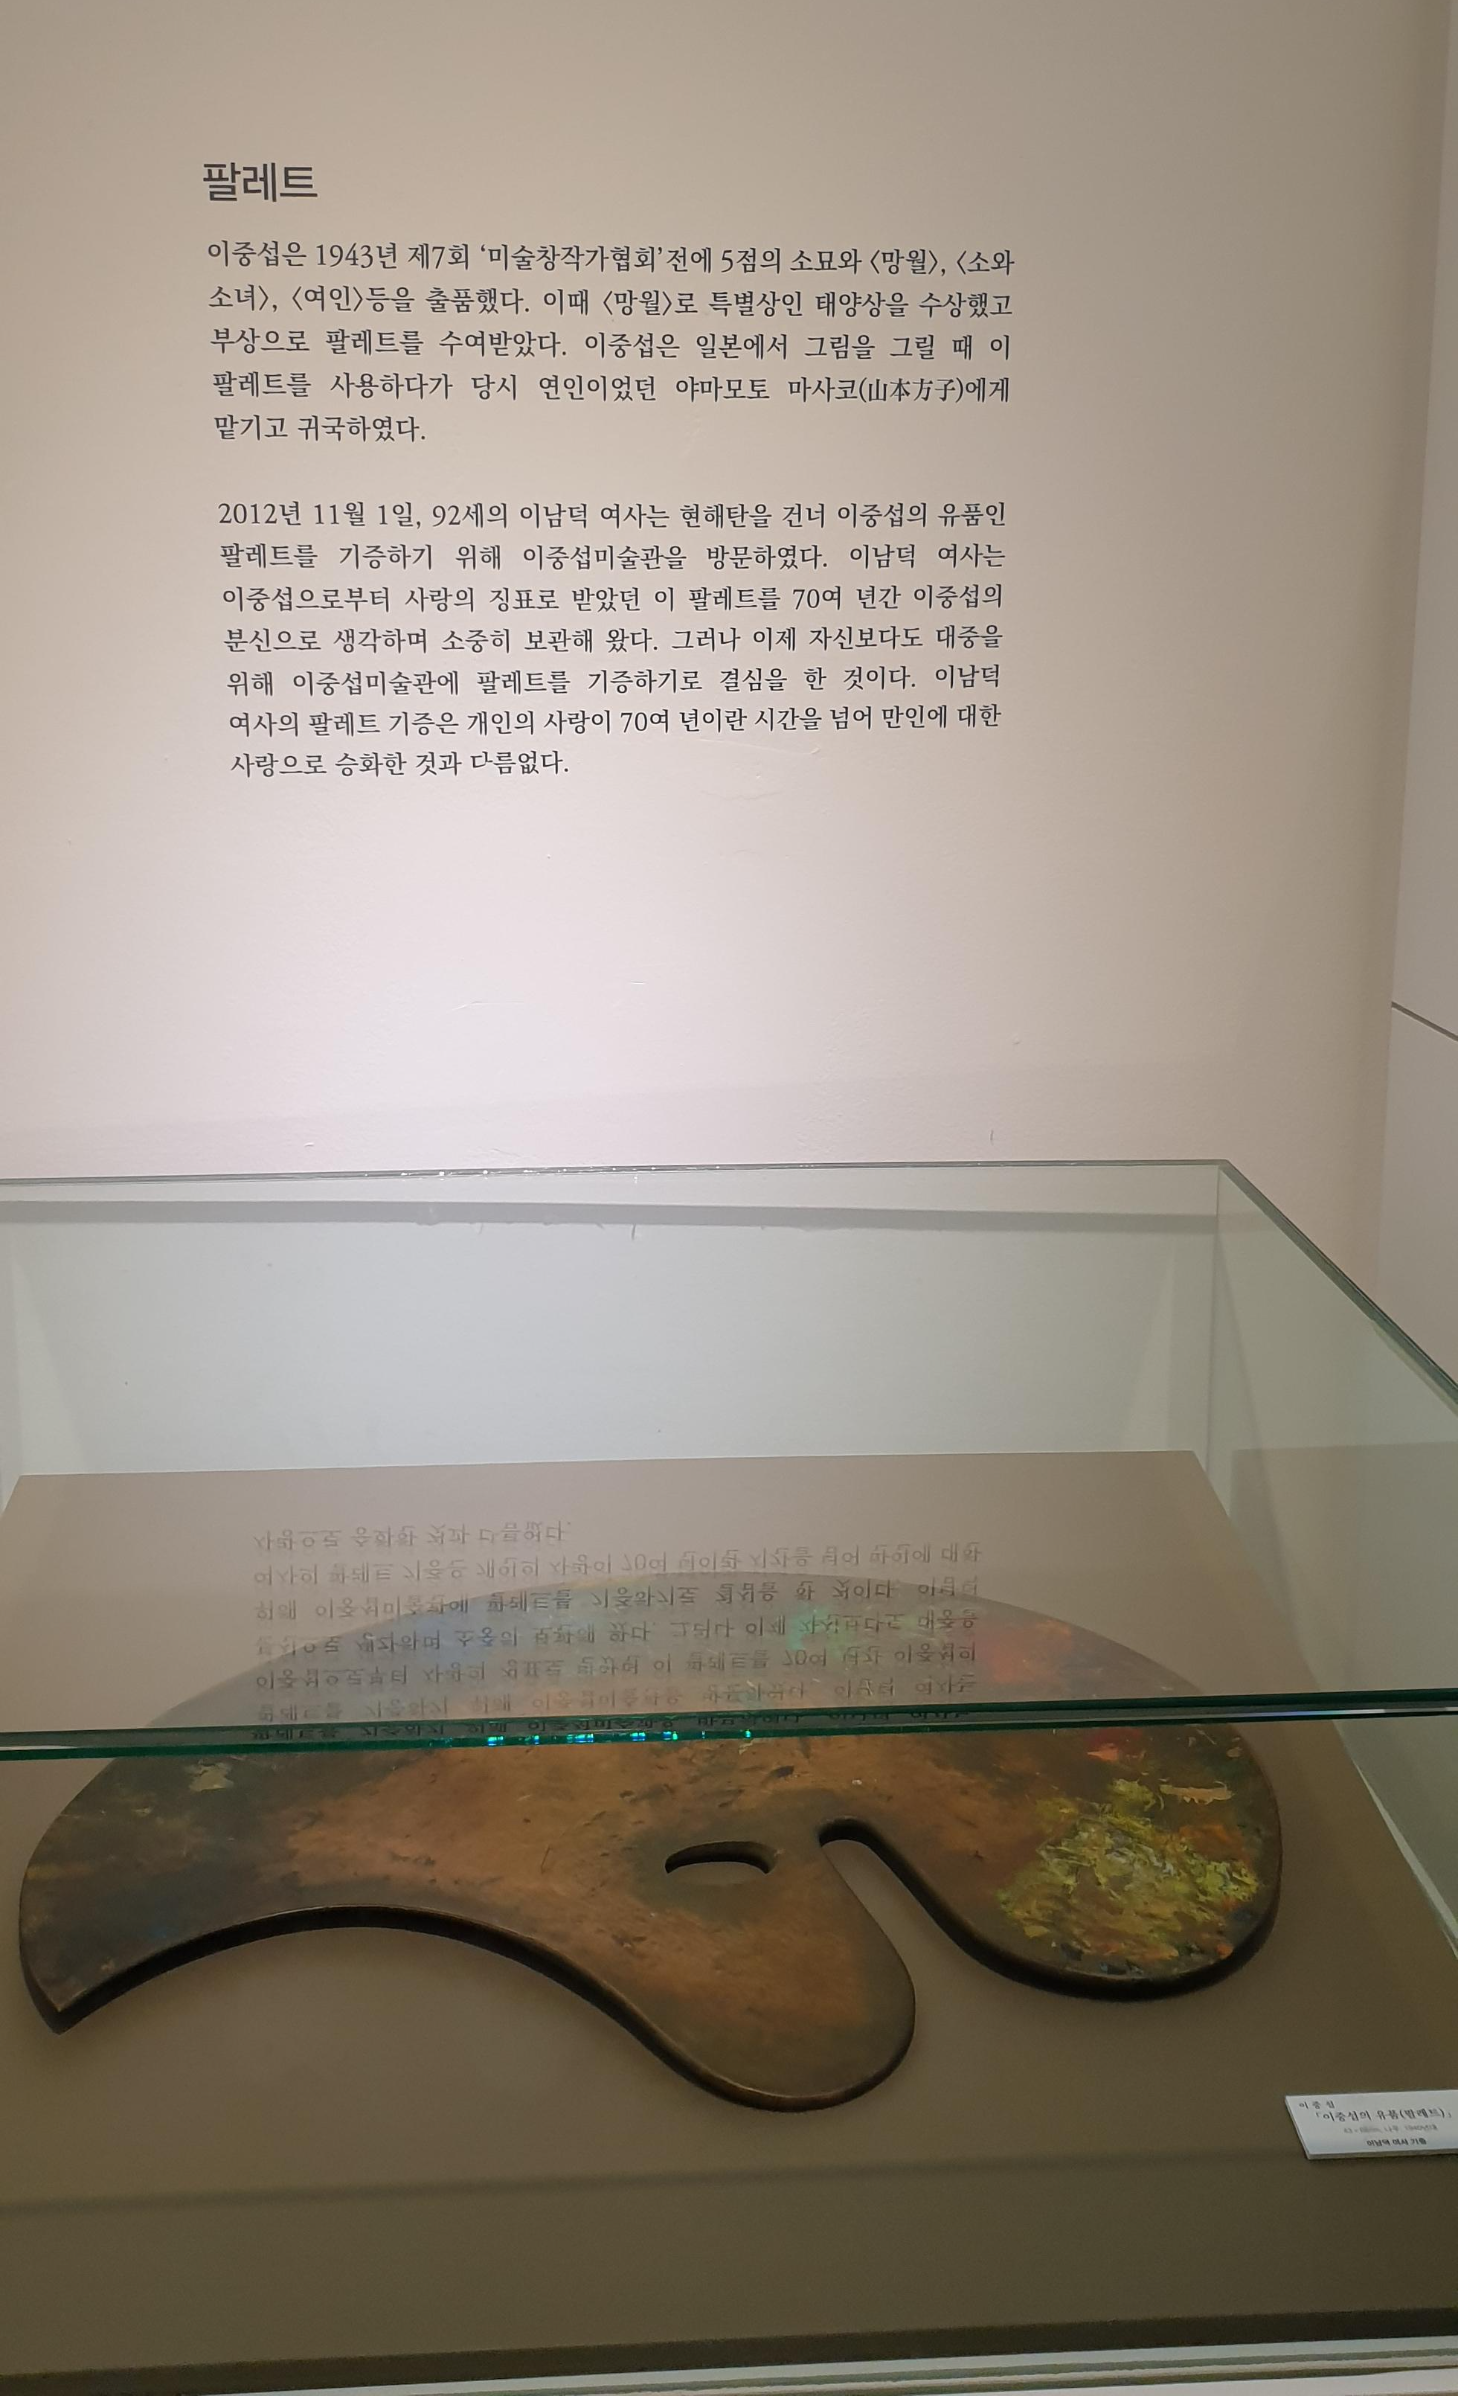 팔레트
이중섭은 1943년 제7회 ‘미술창작가협회’전에 5점의 소묘와 〈망월〉, 〈소와
소녀〉, 〈여인〉등을 출품했다. 이때 〈망월〉로 특별상인 태양상을 수상했고
부상으로 팔레트를 수여받았다. 이중섭은 일본에서 그림을 그릴 때 이
팔레트를 사용하다가 당시 연인이었던 야마모토 마사코(山本方子)에게
맡기고 귀국하였다.
2012년 11월 1일, 92세의 이남덕 여사는 현해탄을 건너 이중섭의 유품인
팔레트를 기증하기 위해 이중섭미술관을 방문하였다. 이남덕 여사는
이중섭으로부터 사랑의 징표로 받았던 이 팔레트를 70여 년간 이중섭의
분신으로 생각하며 소중히 보관해 왔다. 그러나 이제 자신보다도 대중을
위해 이중섭미술관에 팔레트를 기증하기로 결심을 한 것이다. 이남덕
여사의 팔레트 기증은 개인의 사랑이 70여 년이란 시간을 넘어 만인에 대한
사랑으로 승화한 것과 다름없다.
이중섭
「이중섭의 유품(팔레트)」
이남덕 여사 기증